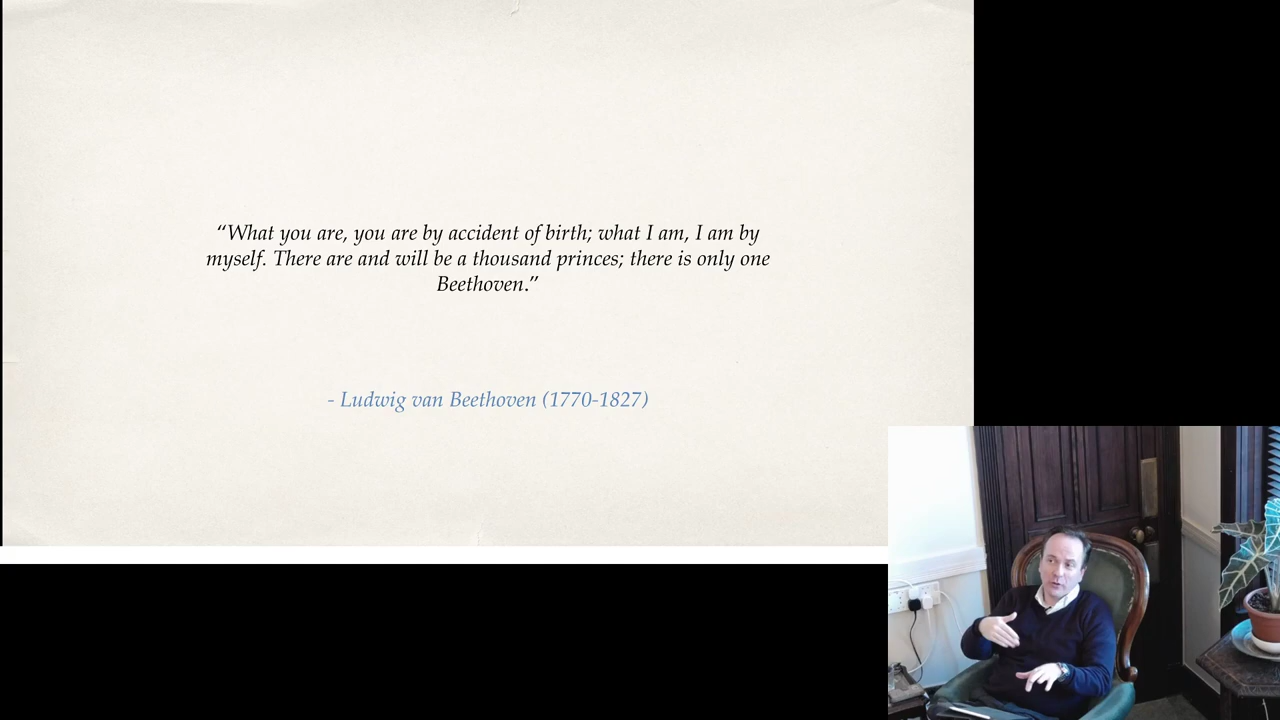 “What you are, you are by accident of birth; what I am, I am by
myself. There are and will be a thousand princes; there is only one
Beethoven.”
- Ludwig van Beethoven (1770-1827)